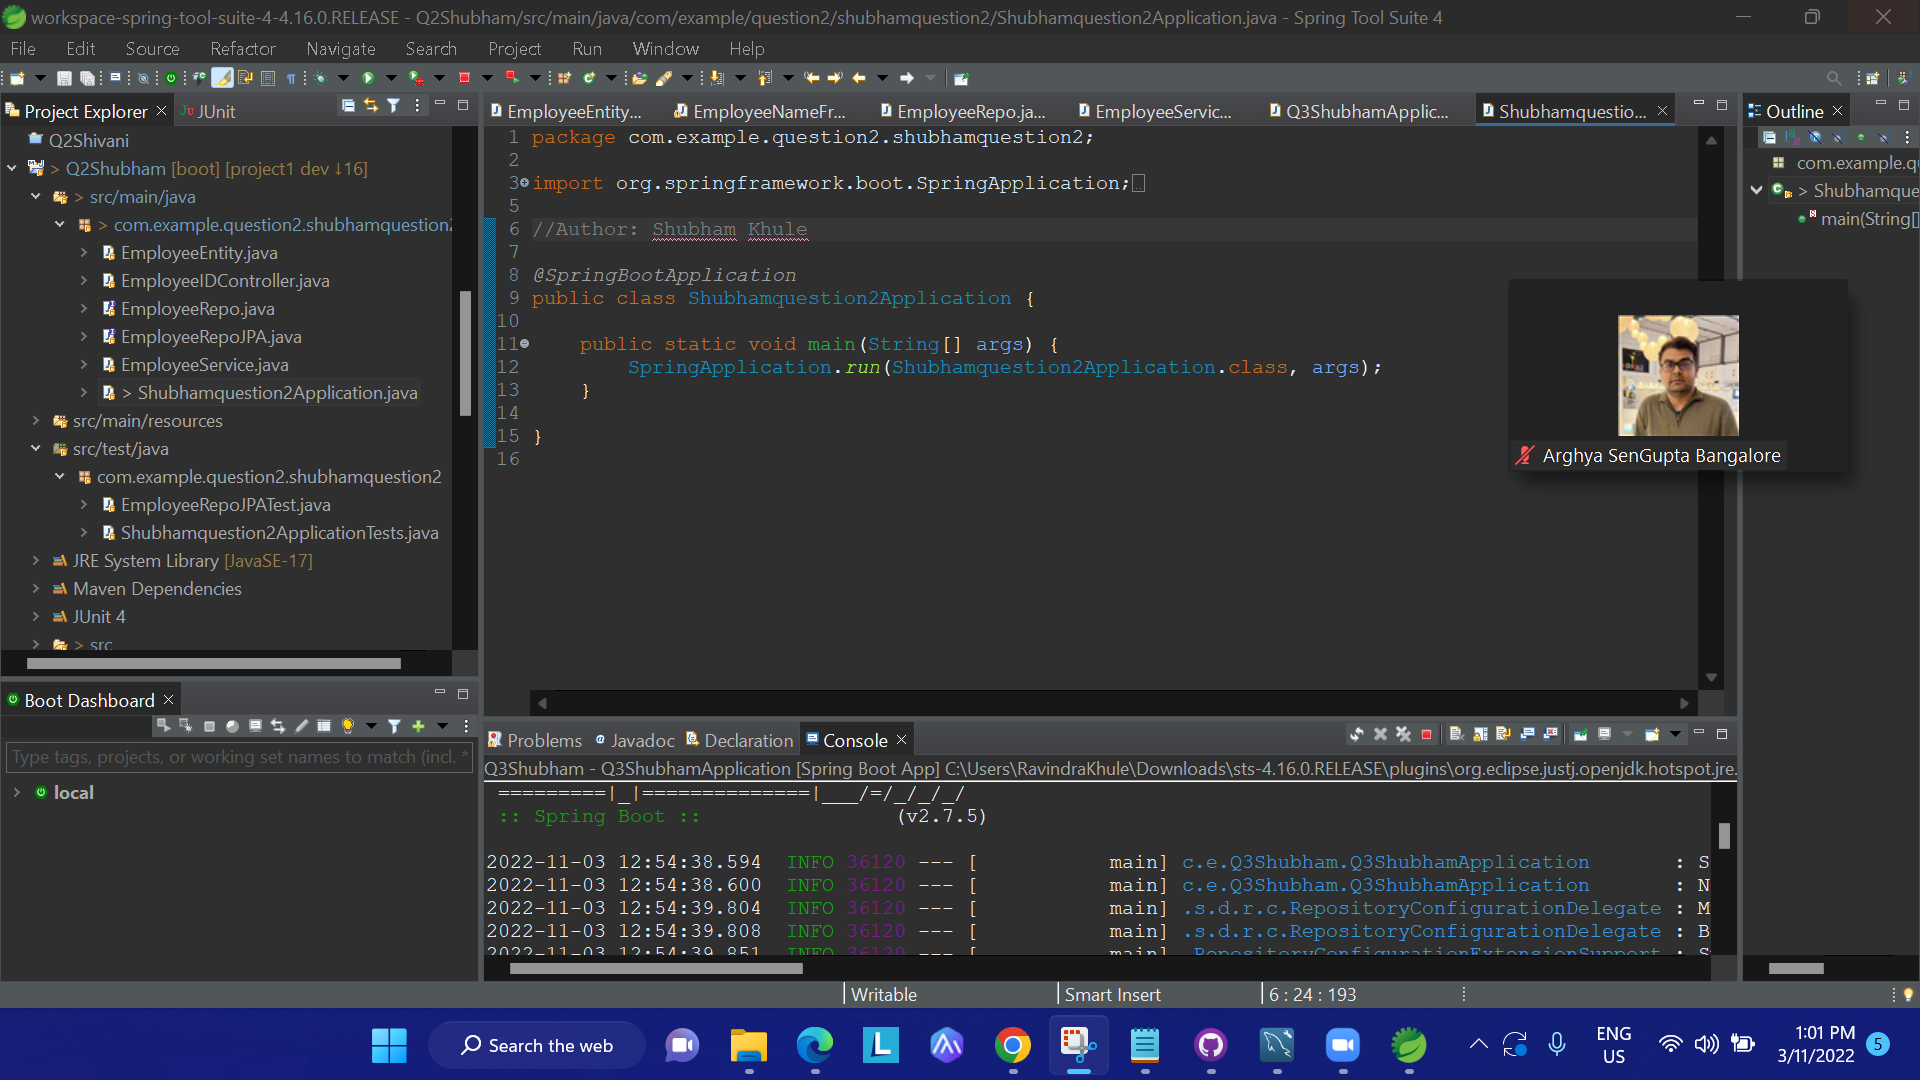 workspace-spring-tool-suite-4-4.16.0.RELEASE - Q2Shubham/src/main/java/com/example/question2/shubhamquestion2/Shubhamquestion2Application.java - Spring Tool Suite 4
File Edit Source Refactor Navigate Search Project Run Window Help
Project Explorer
JUnit
Q2Shivani
> Q2Shubham [boot] [project1 dev ↓16]
> src/main/java
> com.example.question2.shubhamquestion2
EmployeeEntity.java
EmployeeIDController.java
EmployeeRepo.java
EmployeeRepoJPA.java
EmployeeService.java
> Shubhamquestion2Application.java
src/main/resources
src/test/java
com.example.question2.shubhamquestion2
EmployeeRepoJPATest.java
Shubhamquestion2ApplicationTests.java
JRE System Library [JavaSE-17]
Maven Dependencies
JUnit 4
> src
Boot Dashboard
Type tags, projects, or working set names to match (incl. *
local
EmployeeEntity... EmployeeNameFr... EmployeeRepo.ja... EmployeeServic... Q3ShubhamApplic... Shubhamquestio...
1 package com.example.question2.shubhamquestion2;
2
3 import org.springframework.boot.SpringApplication;
5
6 //Author: Shubham Khule
7
8 @SpringBootApplication
9 public class Shubhamquestion2Application {
10
11 public static void main(String[] args) {
12 SpringApplication.run(Shubhamquestion2Application.class, args);
13 }
14
15 }
16
Outline
com.example.q
> Shubhamque
main(String[]
Arghya SenGupta Bangalore
Problems Javadoc Declaration Console
Q3Shubham - Q3ShubhamApplication [Spring Boot App] C:\Users\RavindraKhule\Downloads\sts-4.16.0.RELEASE\plugins\org.eclipse.justj.openjdk.hotspot.jre.
=========|_|==============|___/=/_/_/_/
:: Spring Boot :: (v2.7.5)
2022-11-03 12:54:38.594 INFO 36120 --- [ main] c.e.Q3Shubham.Q3ShubhamApplication : S
2022-11-03 12:54:38.600 INFO 36120 --- [ main] c.e.Q3Shubham.Q3ShubhamApplication : N
2022-11-03 12:54:39.804 INFO 36120 --- [ main] .s.d.r.c.RepositoryConfigurationDelegate : M
2022-11-03 12:54:39.808 INFO 36120 --- [ main] .s.d.r.c.RepositoryConfigurationDelegate : B
2022-11-03 12:54:39.851 INFO 36120 --- [ main] .RepositoryConfigurationExtensionSupport : S
Writable
Smart Insert
6 : 24 : 193
Search the web
ENG
US
1:01 PM
3/11/2022
5